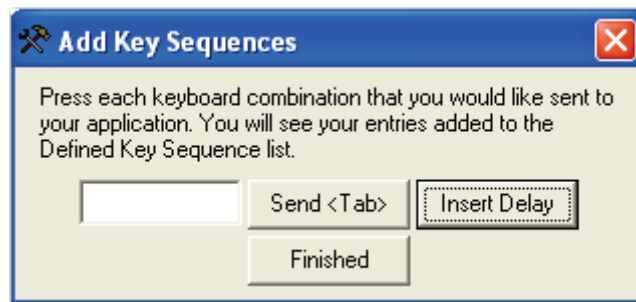 Add Key Sequences
Press each keyboard combination that you would like sent to
your application. You will see your entries added to the
Defined Key Sequence list.
Send <Tab>
Insert Delay
Finished